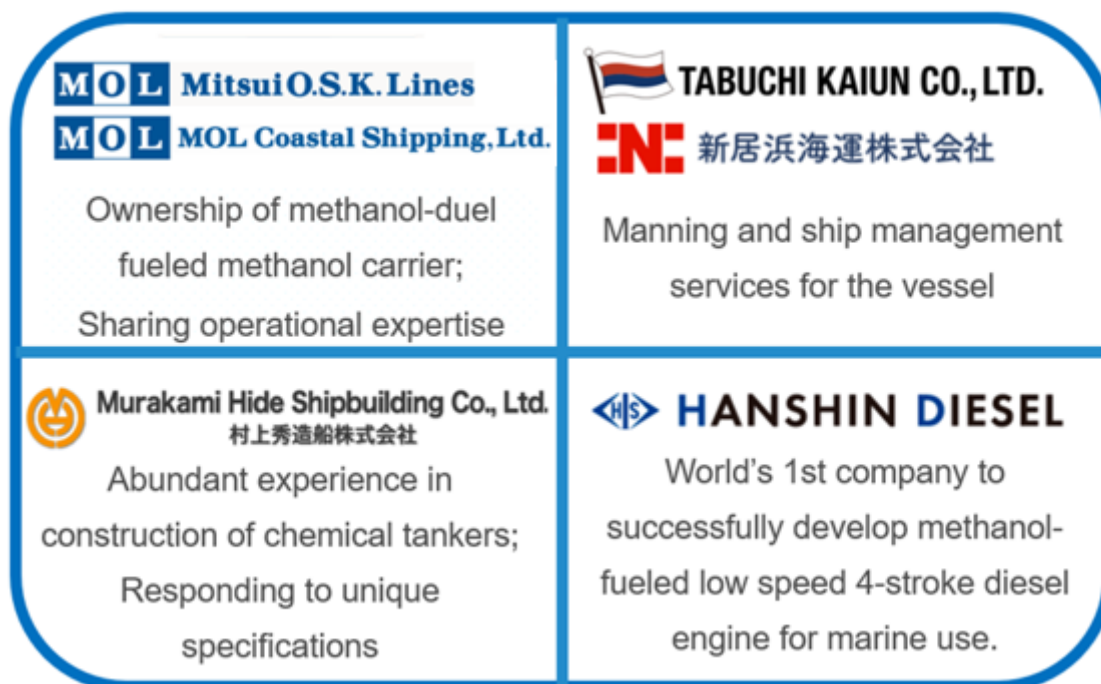 MOL Mitsui O.S.K. Lines
MOL MOL Coastal Shipping, Ltd.
Ownership of methanol-duel
fueled methanol carrier;
Sharing operational expertise
TABUCHI KAIUN CO., LTD.
N 新居浜海運株式会社
Manning and ship management
services for the vessel
Murakami Hide Shipbuilding Co., Ltd.
村上秀造船株式会社
Abundant experience in
construction of chemical tankers;
Responding to unique
specifications
HS HANSHIN DIESEL
World's 1st company to
successfully develop methanol-
fueled low speed 4-stroke diesel
engine for marine use.